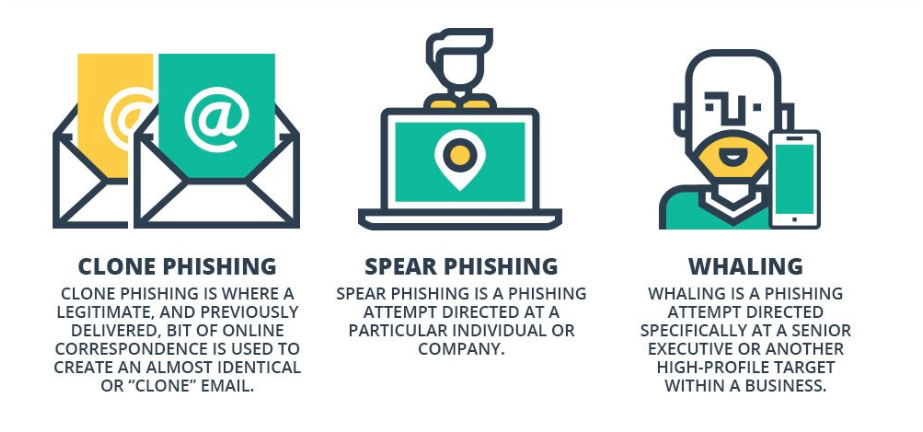 @ @
CLONE PHISHING
CLONE PHISHING IS WHERE A
LEGITIMATE, AND PREVIOUSLY
DELIVERED, BIT OF ONLINE
CORRESPONDENCE IS USED TO
CREATE AN ALMOST IDENTICAL
OR “CLONE” EMAIL.
SPEAR PHISHING
SPEAR PHISHING IS A PHISHING
ATTEMPT DIRECTED AT A
PARTICULAR INDIVIDUAL OR
COMPANY.
WHALING
WHALING IS A PHISHING
ATTEMPT DIRECTED
SPECIFICALLY AT A SENIOR
EXECUTIVE OR ANOTHER
HIGH-PROFILE TARGET
WITHIN A BUSINESS.